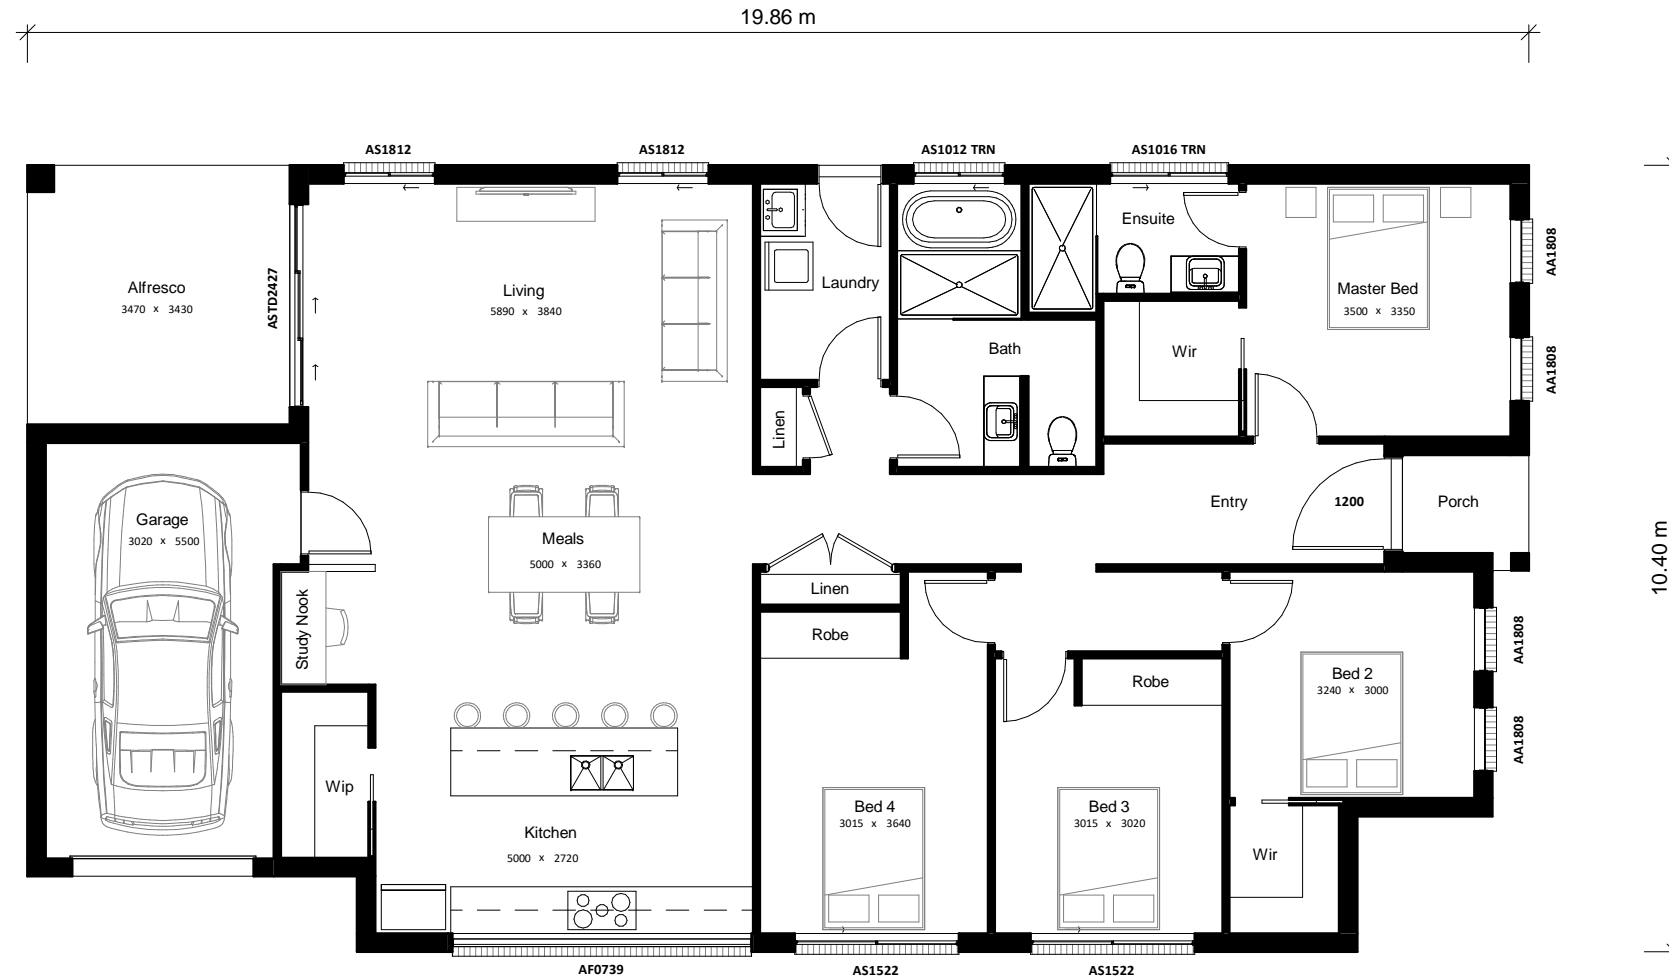 19.86 m
AS1812
AS1812
AS1012 TRN
AS1016 TRN
Alfresco
3470 x 3430
ASTD2427
Living
5890 x 3840
Laundry
Ensuite
Master Bed
3500 x 3350
AA1808
AA1808
Bath
Wir
Linen
Garage
3020 x 5500
Meals
5000 x 3360
Entry
1200
Porch
10.40 m
Study Nook
Linen
Robe
Robe
Bed 2
3240 x 3000
AA1808
AA1808
Wip
Kitchen
5000 x 2720
Bed 4
3015 x 3640
Bed 3
3015 x 3020
Wir
AF0739
AS1522
AS1522